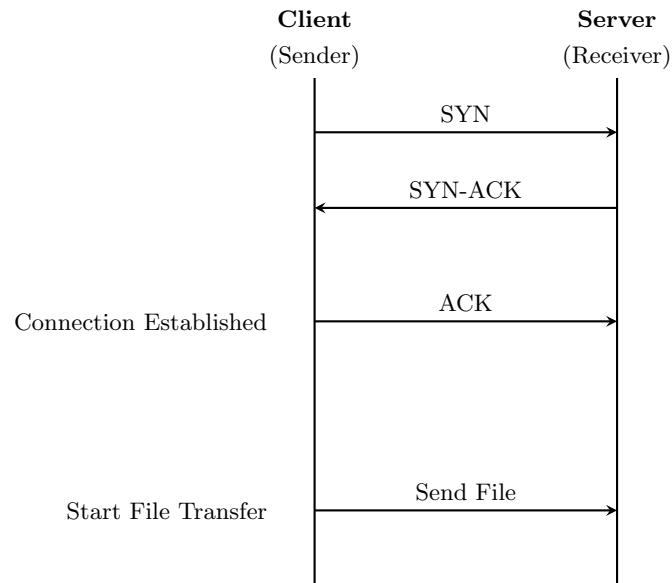 Client
Server
(Sender)
(Receiver)
SYN
SYN-ACK
ACK
Connection Established
Send File
Start File Transfer